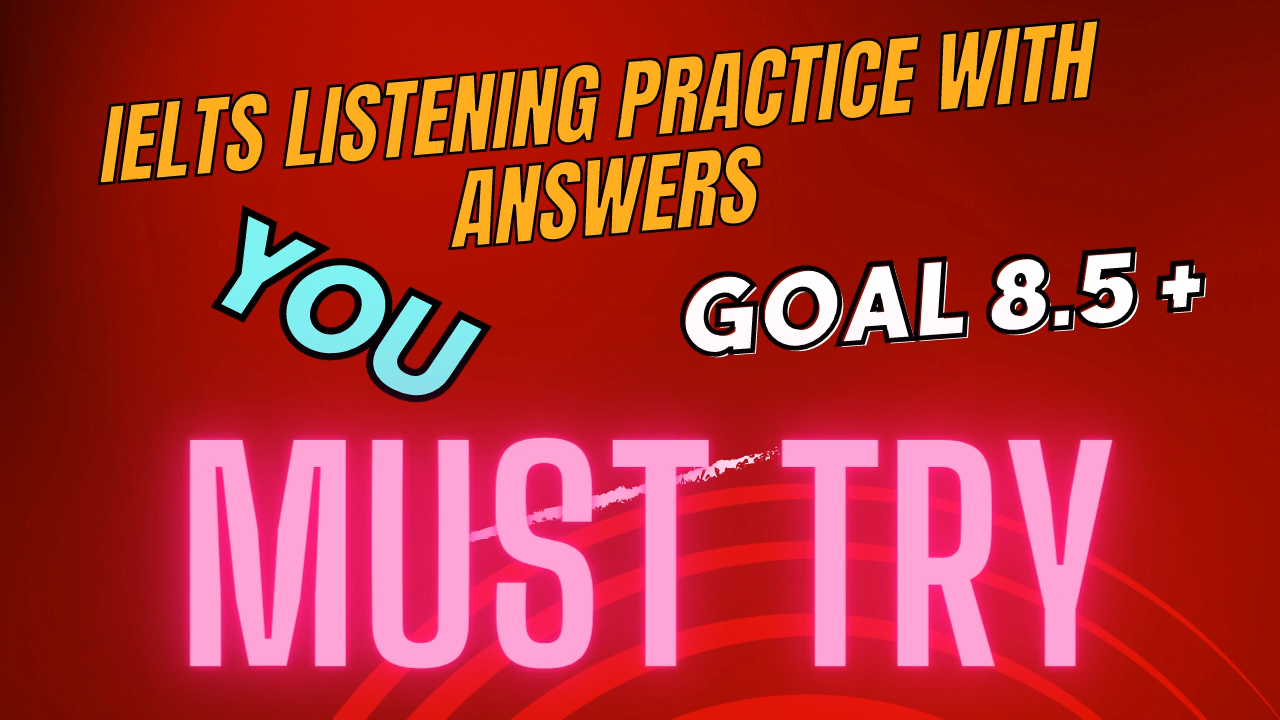 IELTS LISTENING PRACTICE WITH
ANSWERS
YOU
GOAL 8.5 +
MUST TRY